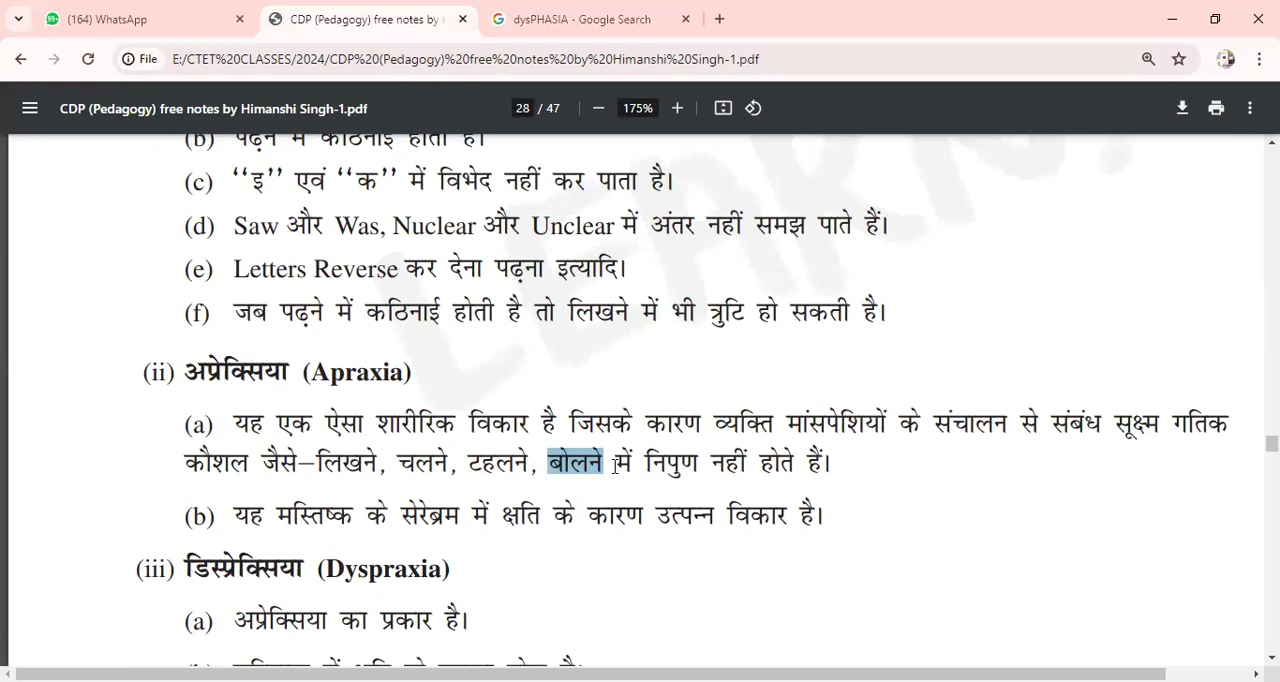 (164) WhatsApp
CDP (Pedagogy) free notes by H
dysPHASIA - Google Search
File
E:/CTET%20CLASSES/2024/CDP%20(Pedagogy)%20free%20notes%20by%20Himanshi%20Singh-1.pdf
CDP (Pedagogy) free notes by Himanshi Singh-1.pdf
28 / 47
175%
(b) पढ़ने में कठिनाई होती है।
(c) ‘‘इ’’ एवं ‘‘क’’ में विभेद नहीं कर पाता है।
(d) Saw और Was, Nuclear और Unclear में अंतर नहीं समझ पाते हैं।
(e) Letters Reverse कर देना पढ़ना इत्यादि।
(f) जब पढ़ने में कठिनाई होती है तो लिखने में भी त्रुटि हो सकती है।
(ii) अप्रेक्सिया (Apraxia)
(a) यह एक ऐसा शारीरिक विकार है जिसके कारण व्यक्ति मांसपेशियों के संचालन से संबंध सूक्ष्म गतिक
कौशल जैसे–लिखने, चलने, टहलने, बोलने में निपुण नहीं होते हैं।
(b) यह मस्तिष्क के सेरेब्रम में क्षति के कारण उत्पन्न विकार है।
(iii) डिस्प्रेक्सिया (Dyspraxia)
(a) अप्रेक्सिया का प्रकार है।
LEARN